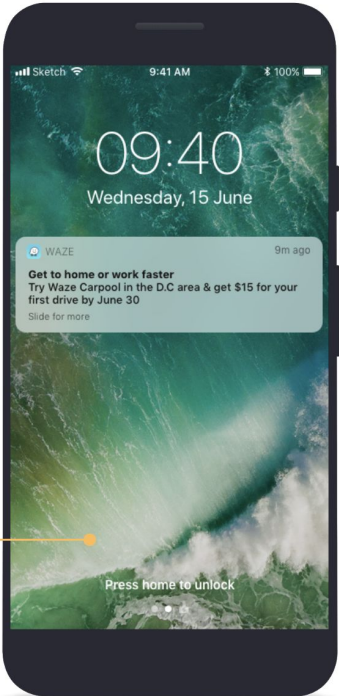 Sketch 9:41 AM 100%
09:40
Wednesday, 15 June
WAZE 9m ago
Get to home or work faster
Try Waze Carpool in the D.C area & get $15 for your
first drive by June 30
Slide for more
Press home to unlock